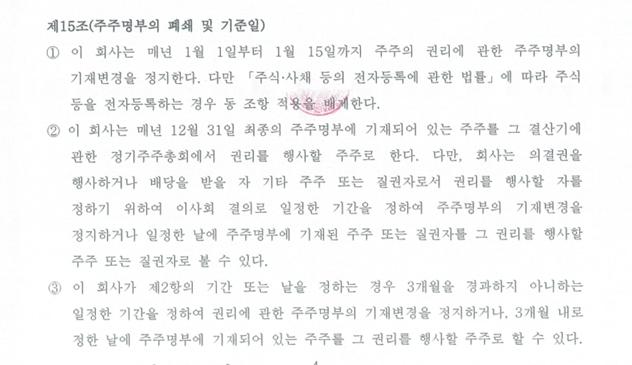 제15조(주주명부의 폐쇄 및 기준일)
① 이 회사는 매년 1월 1일부터 1월 15일까지 주주의 권리에 관한 주주명부의
기재변경을 정지한다. 다만 「주식·사채 등의 전자등록에 관한 법률」에 따라 주식
등을 전자등록하는 경우 동 조항 적용을 배제한다.
② 이 회사는 매년 12월 31일 최종의 주주명부에 기재되어 있는 주주를 그 결산기에
관한 정기주주총회에서 권리를 행사할 주주로 한다. 다만, 회사는 의결권을
행사하거나 배당을 받을 자 기타 주주 또는 질권자로서 권리를 행사할 자를
정하기 위하여 이사회 결의로 일정한 기간을 정하여 주주명부의 기재변경을
정지하거나 일정한 날에 주주명부에 기재된 주주 또는 질권자를 그 권리를 행사할
주주 또는 질권자로 볼 수 있다.
③ 이 회사가 제2항의 기간 또는 날을 정하는 경우 3개월을 경과하지 아니하는
일정한 기간을 정하여 권리에 관한 주주명부의 기재변경을 정지하거나, 3개월 내로
정한 날에 주주명부에 기재되어 있는 주주를 그 권리를 행사할 주주로 할 수 있다.